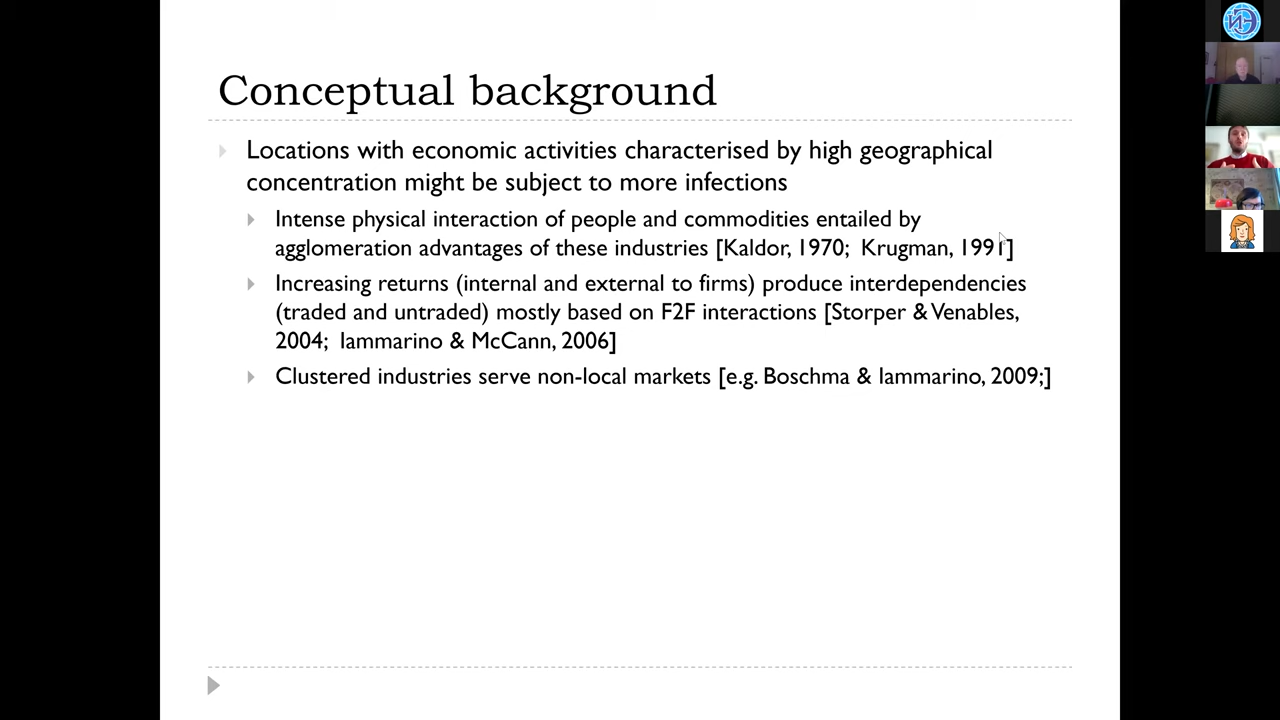 Conceptual background
Locations with economic activities characterised by high geographical
concentration might be subject to more infections
Intense physical interaction of people and commodities entailed by
agglomeration advantages of these industries [Kaldor, 1970; Krugman, 1991]
Increasing returns (internal and external to firms) produce interdependencies
(traded and untraded) mostly based on F2F interactions [Storper & Venables,
2004; Iammarino & McCann, 2006]
Clustered industries serve non-local markets [e.g. Boschma & Iammarino, 2009;]